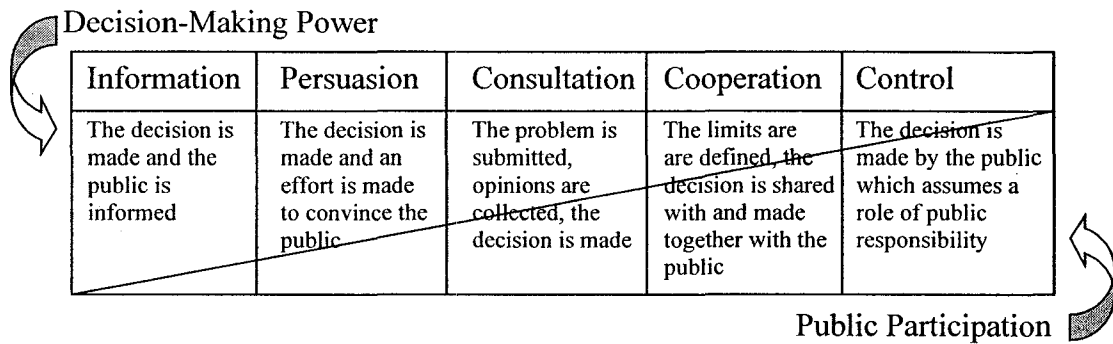 Decision-Making Power
Information
Persuasion
Consultation
Cooperation
Control
The decision is
made and the
public is
informed
The decision is
made and an
effort is made
to convince the
public
The problem is
submitted,
opinions are
collected, the
decision is made
The limits are
are defined, the
decision is shared
with and made
together with the
public
The decision is
made by the public
which assumes a
role of public
responsibility
Public Participation